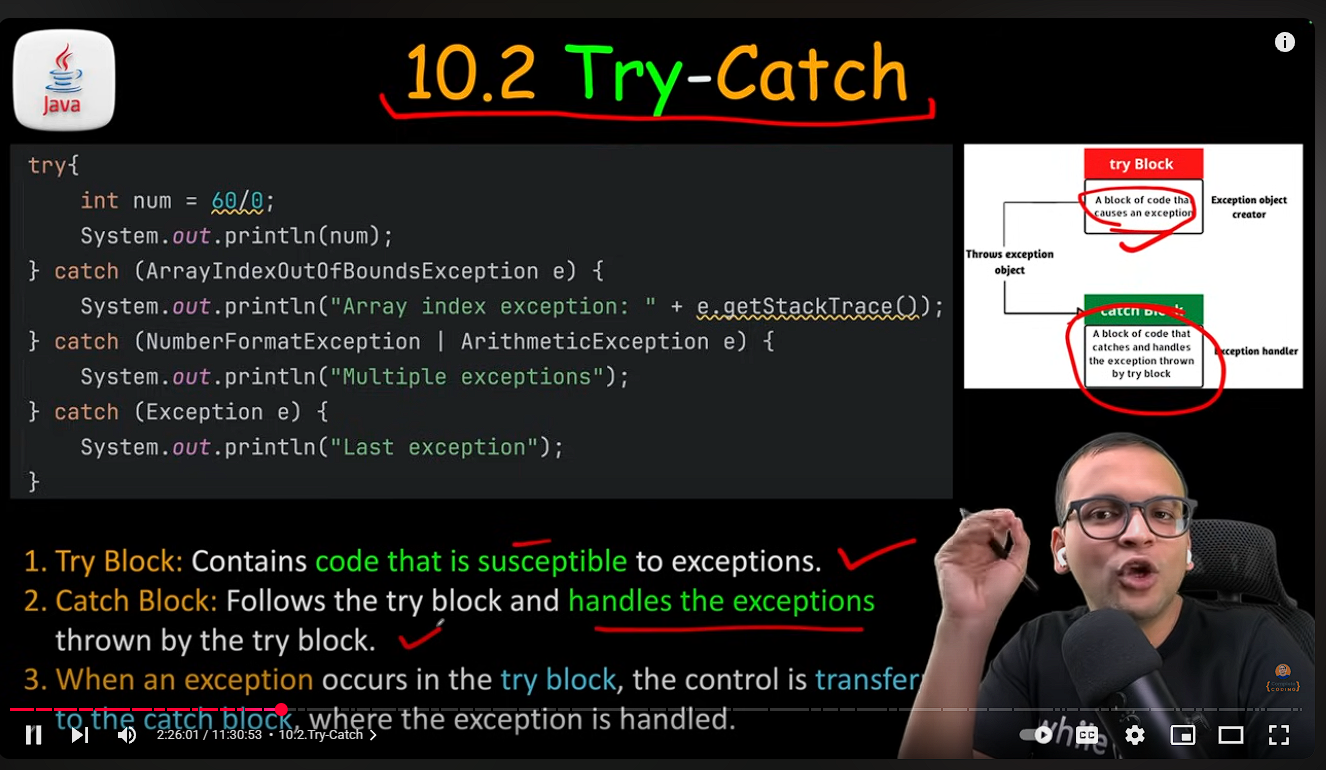 Java
10.2 Try-Catch
try{
    int num = 60/0;
    System.out.println(num);
} catch (ArrayIndexOutOfBoundsException e) {
    System.out.println("Array index exception: " + e.getStackTrace());
} catch (NumberFormatException | ArithmeticException e) {
    System.out.println("Multiple exceptions");
} catch (Exception e) {
    System.out.println("Last exception");
}
try Block
A block of code tha
causes an exception
Exception object
creator
Throws exception
object
catch Block
A block of code that
catches and handles
the exception thrown
by try block
Exception handler
1. Try Block: Contains code that is susceptible to exceptions.
2. Catch Block: Follows the try block and handles the exceptions
thrown by the try block.
3. When an exception occurs in the try block, the control is transfer
to the catch block, where the exception is handled.
2:26:01 / 11:30:53 • 10.2.Try-Catch
CC
white
CODING